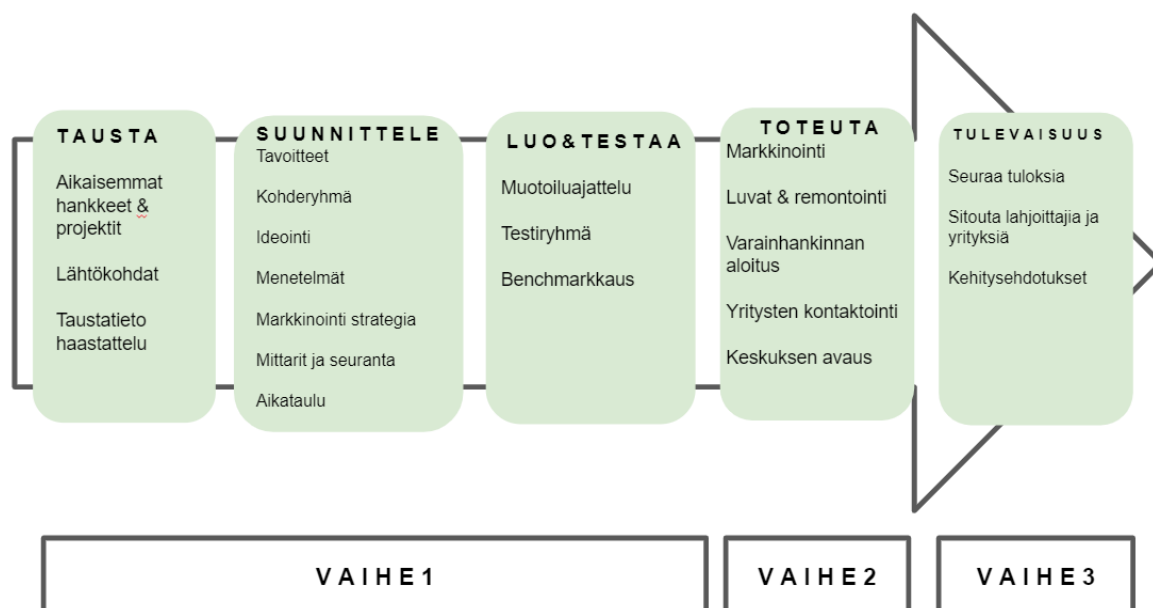 TAUSTA
Aikaisemmat
hankkeet &
projektit
Lähtökohdat
Taustatieto
haastattelu
SUUNNITTELE
Tavoitteet
Kohderyhmä
Ideointi
Menetelmät
Markkinointi strategia
Mittarit ja seuranta
Aikataulu
LUO&TESTAA
Muotoiluajattelu
Testiryhmä
Benchmarkkaus
TOTEUTA
Markkinointi
Luvat & remontointi
Varainhankinnan
aloitus
Yritysten kontaktointi
Keskuksen avaus
TULEVAISUUS
Seuraa tuloksia
Sitouta lahjoittajia ja
yrityksiä
Kehitysehdotukset
VAIHE1
VAIHE2
VAIHE3